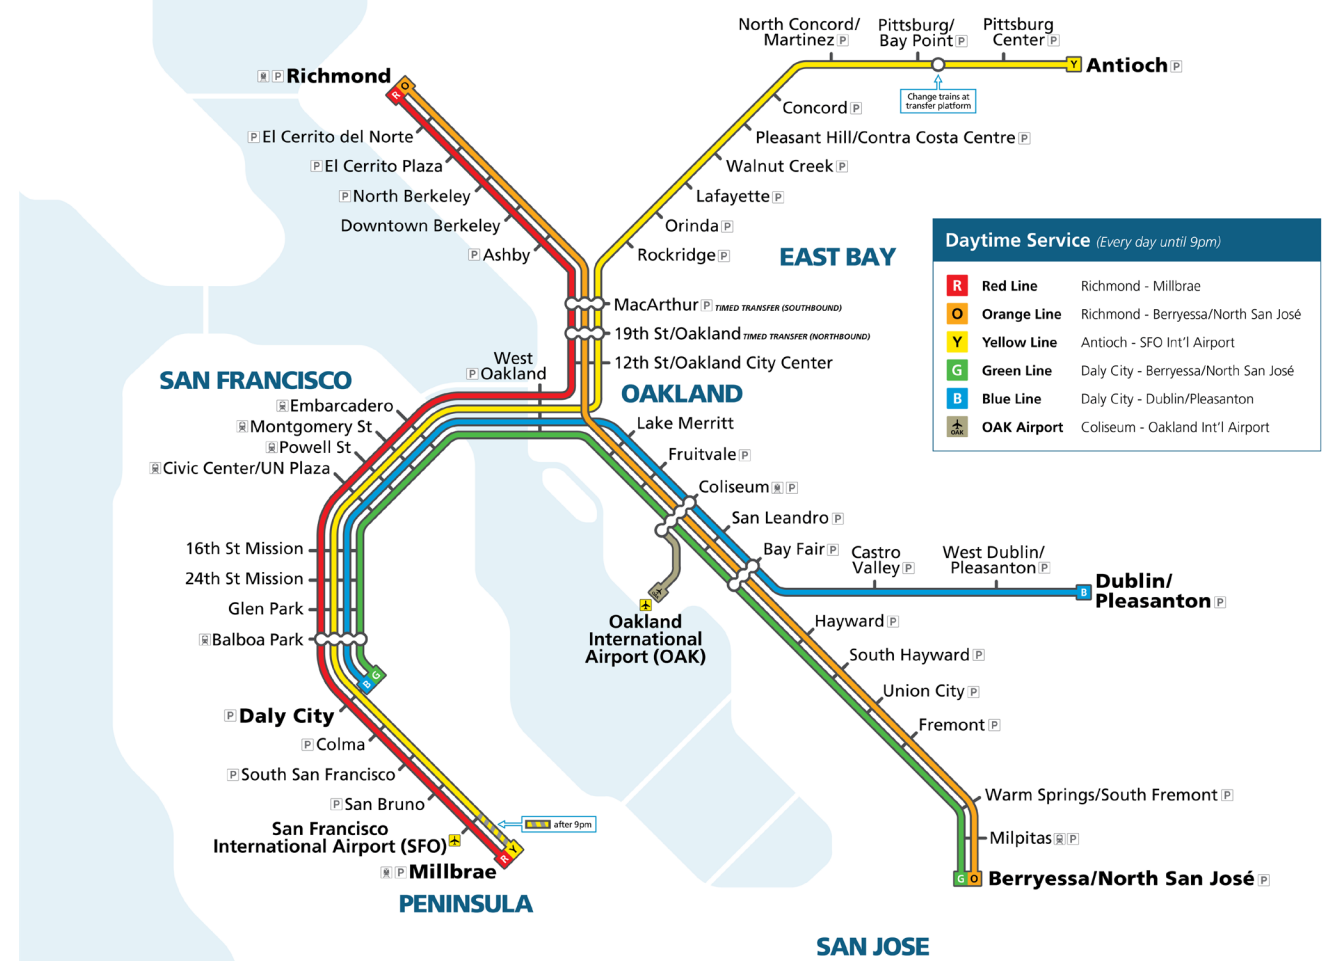 North Concord/
Martinez P
Pittsburg/
Bay Point P
Pittsburg
Center P
Y
Antioch P
Change trains at
transfer platform
P Richmond
R
O
Concord P
P El Cerrito del Norte
Pleasant Hill/Contra Costa Centre P
P El Cerrito Plaza
Walnut Creek P
P North Berkeley
Lafayette P
Downtown Berkeley
Orinda P
P Ashby
Rockridge P
EAST BAY
Daytime Service (Every day until 9pm)
R Red Line Richmond - Millbrae
O Orange Line Richmond - Berryessa/North San José
Y Yellow Line Antioch - SFO Int'l Airport
G Green Line Daly City - Berryessa/North San José
B Blue Line Daly City - Dublin/Pleasanton
OAK OAK Airport Coliseum - Oakland Int'l Airport
MacArthur P TIMED TRANSFER (SOUTHBOUND)
19th St/Oakland TIMED TRANSFER (NORTHBOUND)
12th St/Oakland City Center
West
P Oakland
SAN FRANCISCO
OAKLAND
Embarcadero
Montgomery St
Powell St
Civic Center/UN Plaza
Lake Merritt
Fruitvale P
Coliseum P
San Leandro P
Bay Fair P
Castro
Valley P
West Dublin/
Pleasanton P
B
Dublin/
Pleasanton P
16th St Mission
24th St Mission
Glen Park
Balboa Park
G
B
Oakland
International
Airport (OAK)
Hayward P
South Hayward P
Union City P
Fremont P
P Daly City
P Colma
P South San Francisco
P San Bruno
San Francisco
International Airport (SFO)
after 9pm
R
Y
P Millbrae
PENINSULA
Warm Springs/South Fremont P
Milpitas P
G
O
Berryessa/North San José P
SAN JOSE